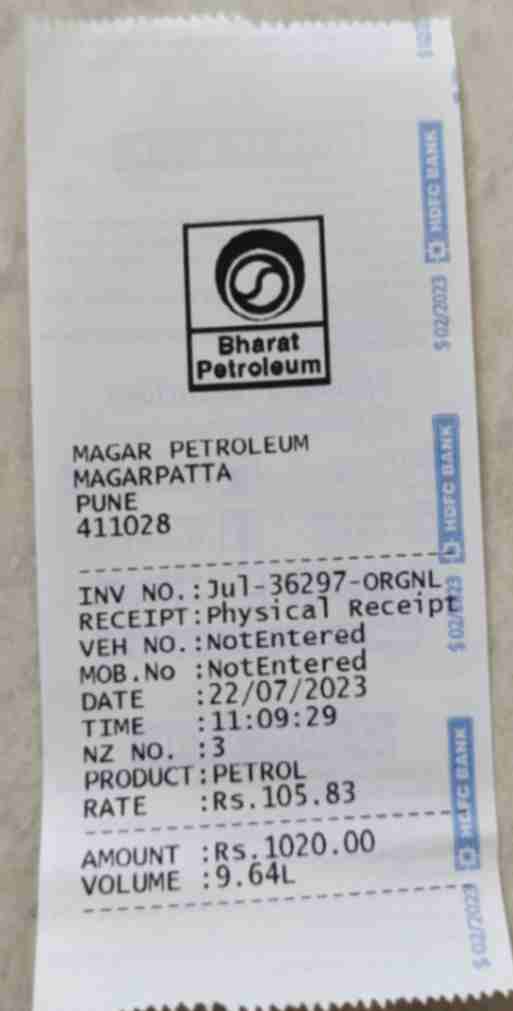 Bharat
Petroleum
MAGAR PETROLEUM
MAGARPATTA
PUNE
411028
--------------------------------
INV NO.:Jul-36297-ORGNL
RECEIPT:Physical Receipt
VEH NO.:NotEntered
MOB.No :NotEntered
DATE :22/07/2023
TIME :11:09:29
NZ NO. :3
PRODUCT:PETROL
RATE :Rs.105.83
--------------------------------
AMOUNT :Rs.1020.00
VOLUME :9.64L
--------------------------------
HDFC BANK
$ 02/2023
HDFC BANK
$ 02/2023
HDFC BANK
$ 02/2023